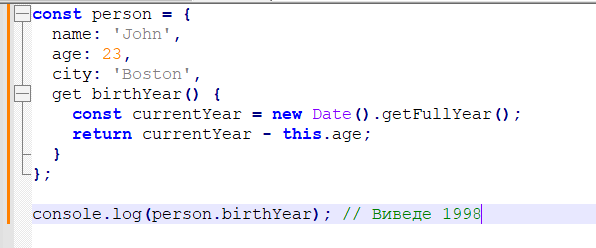 const person = {
  name: 'John',
  age: 23,
  city: 'Boston',
  get birthYear() {
    const currentYear = new Date().getFullYear();
    return currentYear - this.age;
  }
};

console.log(person.birthYear); // Виведе 1998